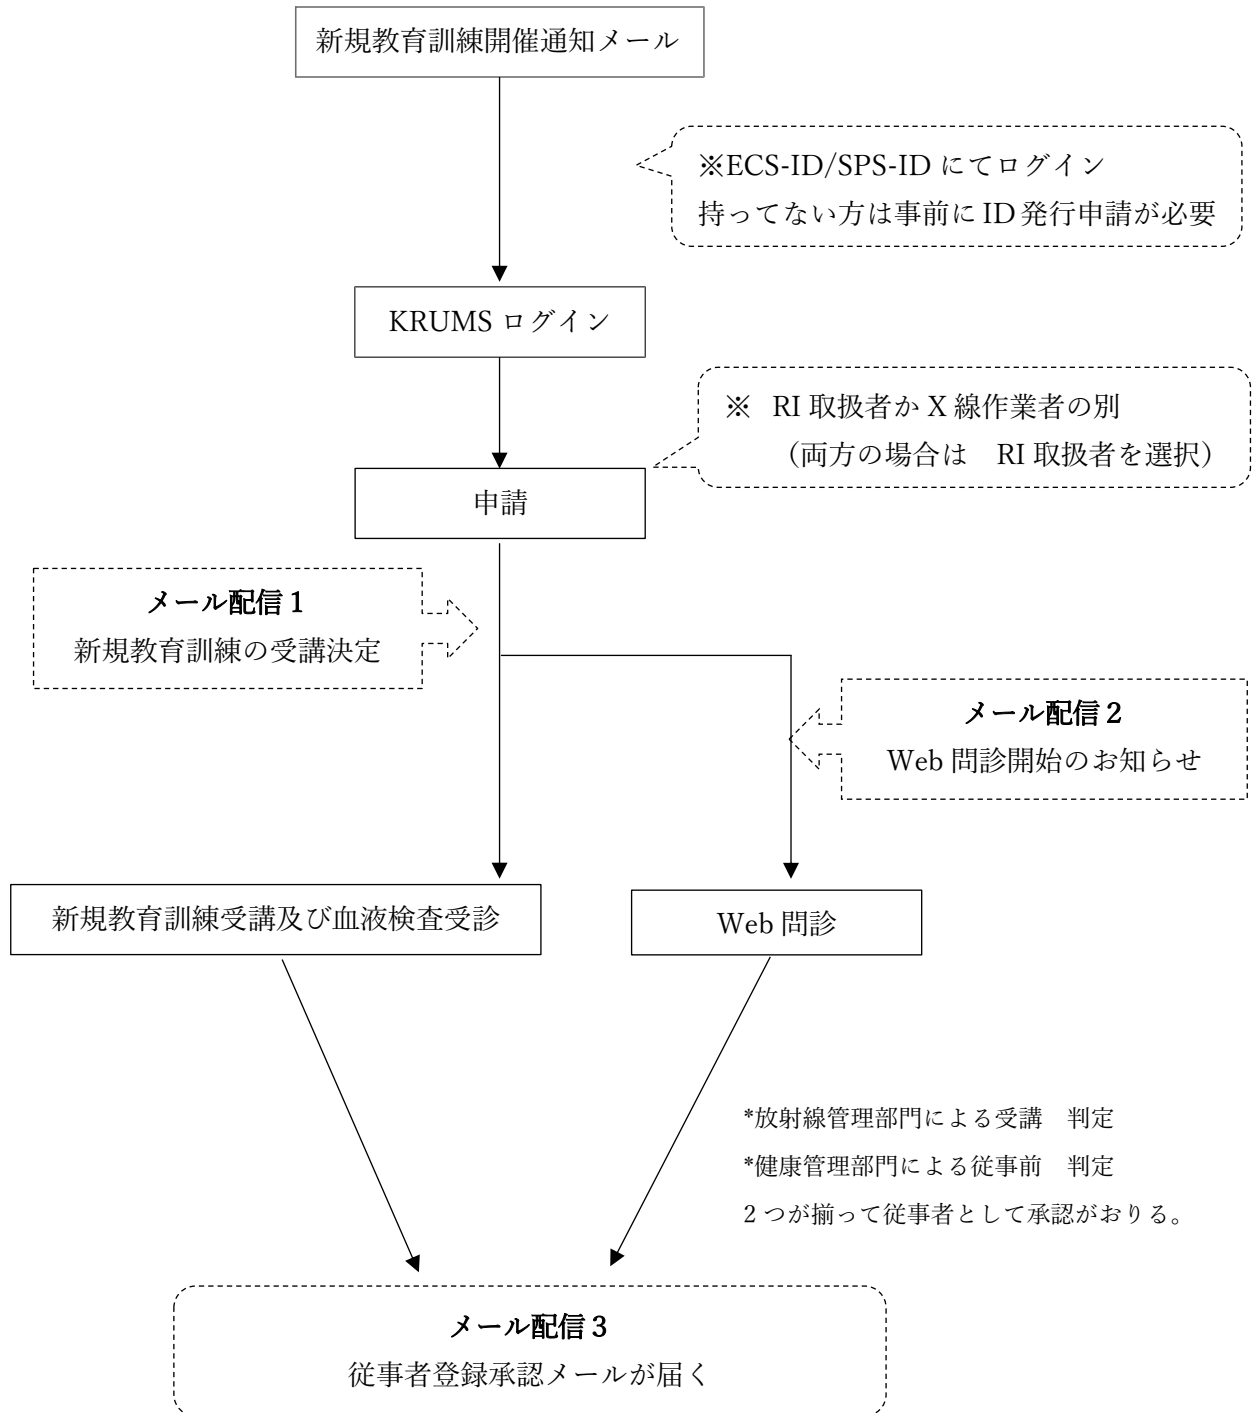 新規教育訓練開催通知メール
※ECS-ID/SPS-ID にてログイン
持ってない方は事前に ID 発行申請が必要
KRUMS ログイン
※　RI 取扱者か X 線作業者の別
（両方の場合は　RI 取扱者を選択）
申請
メール配信１
新規教育訓練の受講決定
メール配信２
Web 問診開始のお知らせ
新規教育訓練受講及び血液検査受診
Web 問診
*放射線管理部門による受講　判定
*健康管理部門による従事前　判定
２つが揃って従事者として承認がおりる。
メール配信３
従事者登録承認メールが届く